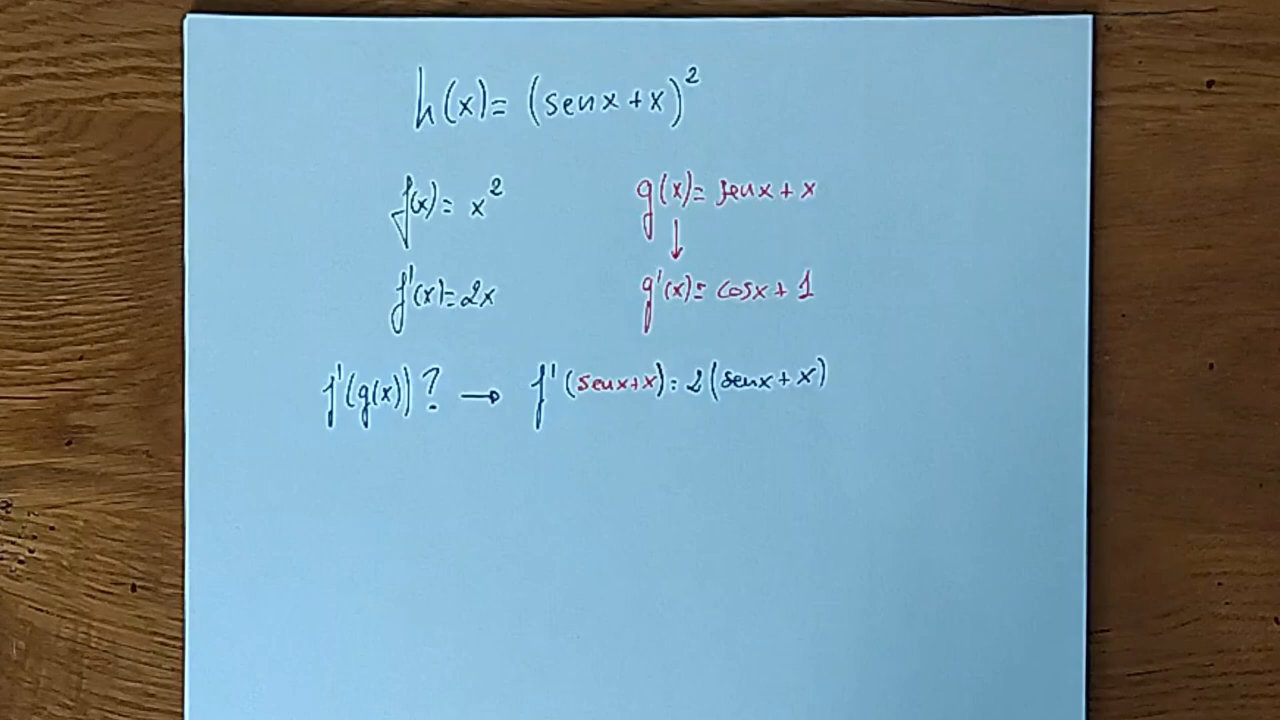 h(x)= (senx+x)²
f(x)= x² g(x)= senx+x
↓
f'(x)=2x g'(x)= cosx+1
f'(g(x))? → f'(senx+x)= 2(senx+x)